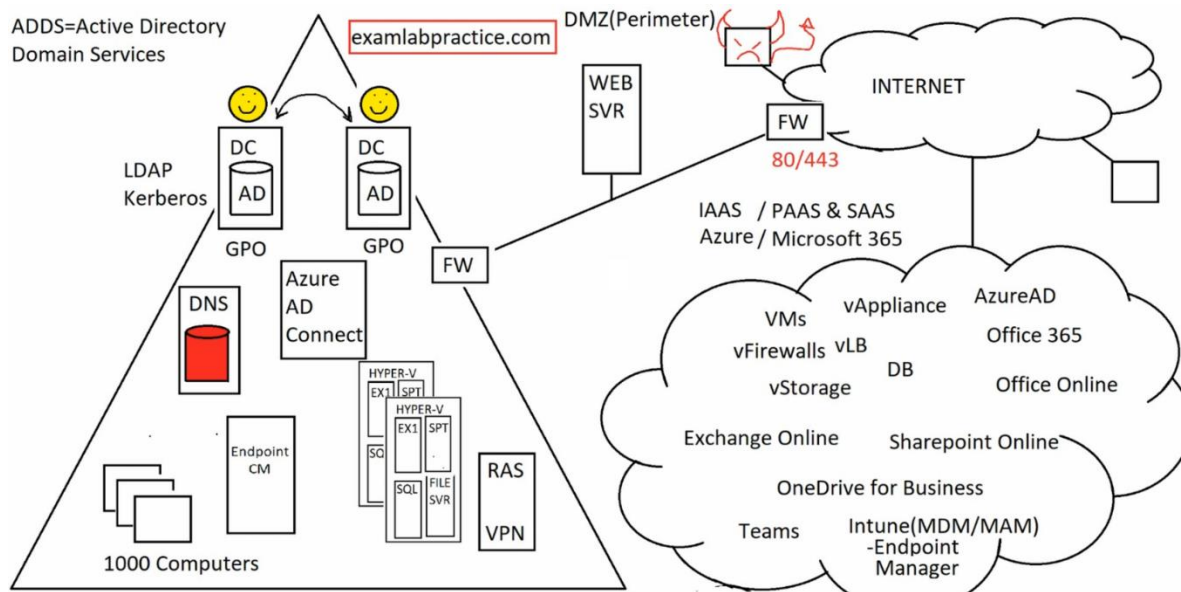 ADDS=Active Directory
Domain Services
examlabpractice.com
DMZ(Perimeter)
INTERNET
WEB
SVR
FW
80/443
DC
AD
DC
AD
LDAP
Kerberos
GPO
GPO
FW
IAAS / PAAS & SAAS
Azure / Microsoft 365
DNS
Azure
AD
Connect
HYPER-V
EX1 SPT
SQ
HYPER-V
EX1 SPT
SQL FILE
SVR
Endpoint
CM
RAS
VPN
1000 Computers
VMs
vAppliance
AzureAD
vFirewalls
vLB
DB
Office 365
vStorage
Office Online
Exchange Online
Sharepoint Online
OneDrive for Business
Teams
Intune(MDM/MAM)
-Endpoint
Manager